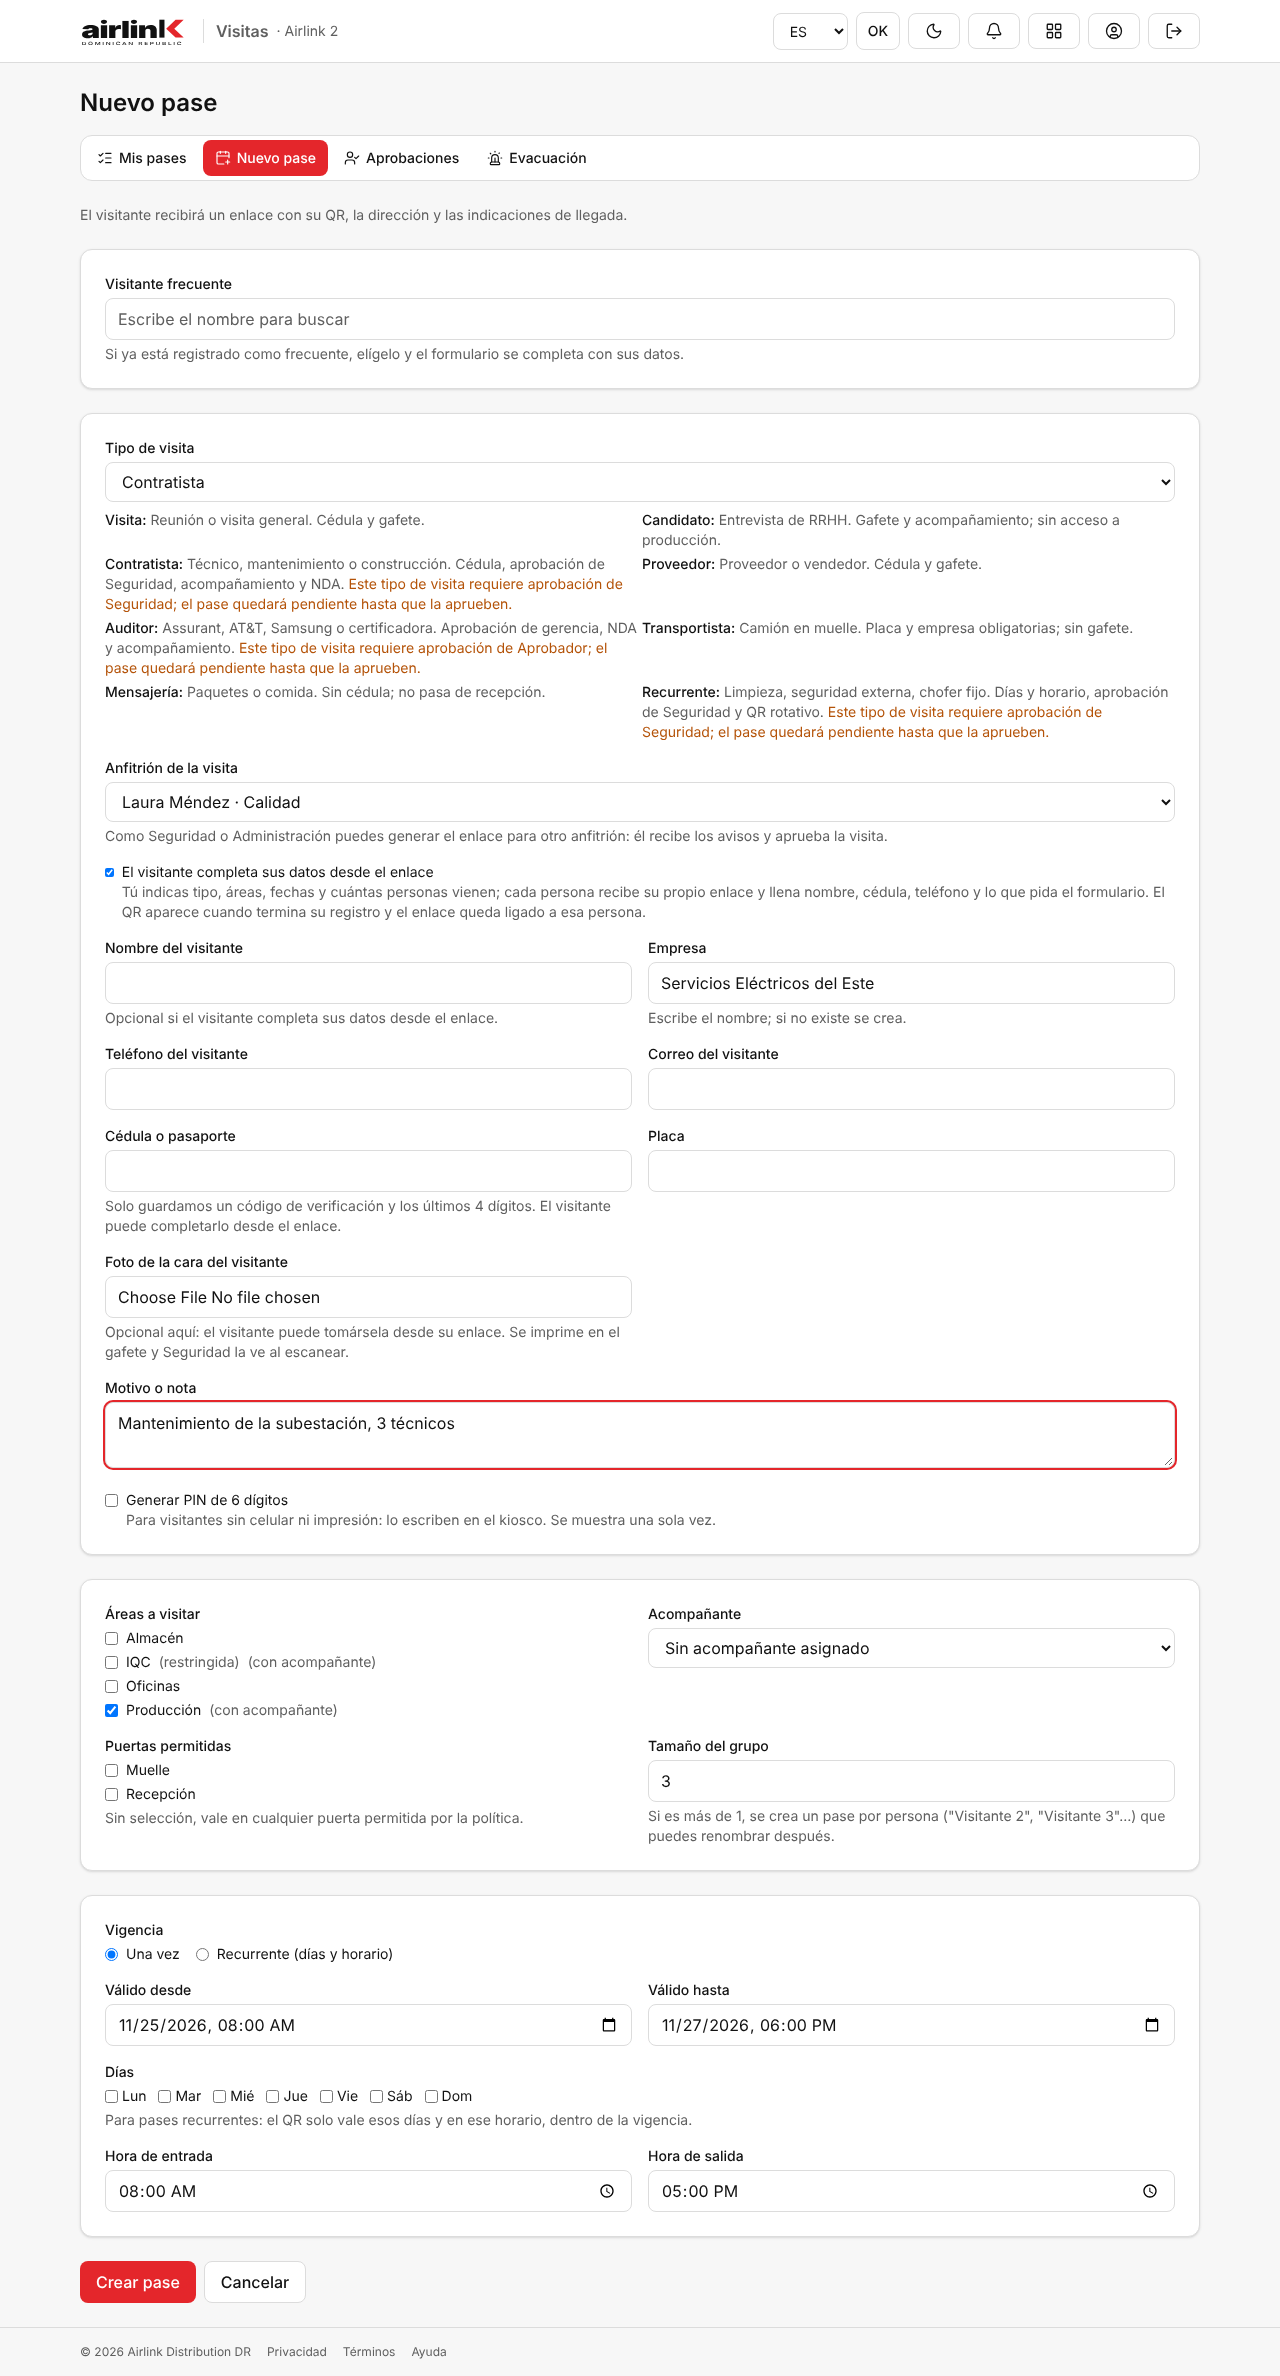 airlink
DOMINICAN REPUBLIC
Visitas · Airlink 2
ES
OK
Nuevo pase
Mis pases
Nuevo pase
Aprobaciones
Evacuación
El visitante recibirá un enlace con su QR, la dirección y las indicaciones de llegada.
Visitante frecuente
Escribe el nombre para buscar
Si ya está registrado como frecuente, elígelo y el formulario se completa con sus datos.
Tipo de visita
Contratista
Visita: Reunión o visita general. Cédula y gafete.
Candidato: Entrevista de RRHH. Gafete y acompañamiento; sin acceso a
producción.
Contratista: Técnico, mantenimiento o construcción. Cédula, aprobación de
Seguridad, acompañamiento y NDA. Este tipo de visita requiere aprobación de
Seguridad; el pase quedará pendiente hasta que la aprueben.
Proveedor: Proveedor o vendedor. Cédula y gafete.
Auditor: Assurant, AT&T, Samsung o certificadora. Aprobación de gerencia, NDA
y acompañamiento. Este tipo de visita requiere aprobación de Aprobador; el
pase quedará pendiente hasta que la aprueben.
Transportista: Camión en muelle. Placa y empresa obligatorias; sin gafete.
Mensajería: Paquetes o comida. Sin cédula; no pasa de recepción.
Recurrente: Limpieza, seguridad externa, chofer fijo. Días y horario, aprobación
de Seguridad y QR rotativo. Este tipo de visita requiere aprobación de
Seguridad; el pase quedará pendiente hasta que la aprueben.
Anfitrión de la visita
Laura Méndez · Calidad
Como Seguridad o Administración puedes generar el enlace para otro anfitrión: él recibe los avisos y aprueba la visita.
El visitante completa sus datos desde el enlace
Tú indicas tipo, áreas, fechas y cuántas personas vienen; cada persona recibe su propio enlace y llena nombre, cédula, teléfono y lo que pida el formulario. El
QR aparece cuando termina su registro y el enlace queda ligado a esa persona.
Nombre del visitante
Opcional si el visitante completa sus datos desde el enlace.
Empresa
Servicios Eléctricos del Este
Escribe el nombre; si no existe se crea.
Teléfono del visitante
Correo del visitante
Cédula o pasaporte
Solo guardamos un código de verificación y los últimos 4 dígitos. El visitante
puede completarlo desde el enlace.
Placa
Foto de la cara del visitante
Choose File No file chosen
Opcional aquí: el visitante puede tomársela desde su enlace. Se imprime en el
gafete y Seguridad la ve al escanear.
Motivo o nota
Mantenimiento de la subestación, 3 técnicos
Generar PIN de 6 dígitos
Para visitantes sin celular ni impresión: lo escriben en el kiosco. Se muestra una sola vez.
Áreas a visitar
Almacén
IQC (restringida) (con acompañante)
Oficinas
Producción (con acompañante)
Acompañante
Sin acompañante asignado
Puertas permitidas
Muelle
Recepción
Sin selección, vale en cualquier puerta permitida por la política.
Tamaño del grupo
3
Si es más de 1, se crea un pase por persona ("Visitante 2", "Visitante 3"...) que
puedes renombrar después.
Vigencia
Una vez
Recurrente (días y horario)
Válido desde
11/25/2026, 08:00 AM
Válido hasta
11/27/2026, 06:00 PM
Días
Lun Mar Mié Jue Vie Sáb Dom
Para pases recurrentes: el QR solo vale esos días y en ese horario, dentro de la vigencia.
Hora de entrada
08:00 AM
Hora de salida
05:00 PM
Crear pase
Cancelar
© 2026 Airlink Distribution DR Privacidad Términos Ayuda